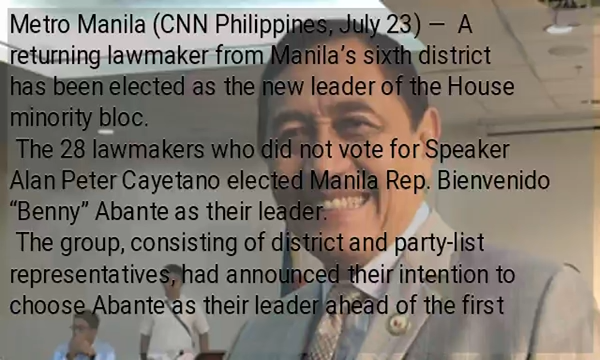 Metro Manila (CNN Philippines, July 23) — A
returning lawmaker from Manila’s sixth district
has been elected as the new leader of the House
minority bloc.
The 28 lawmakers who did not vote for Speaker
Alan Peter Cayetano elected Manila Rep. Bienvenido
“Benny” Abante as their leader.
The group, consisting of district and party-list
representatives, had announced their intention to
choose Abante as their leader ahead of the first